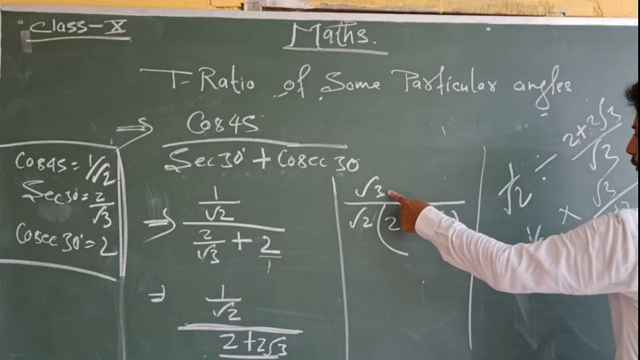 Class-X
Maths.
T-Ratio of Some Particular angles
⇒ Cos45 / Sec30° + Cosec30
Cos45 = 1/√2
Sec30 = 2/√3
Cosec30° = 2
⇒ 1/√2 / 2/√3 + 2/1
⇒ 1/√2 / 2+2√3
√3 / √2(2
1/√2 ÷ 2+2√3/√3
× √3